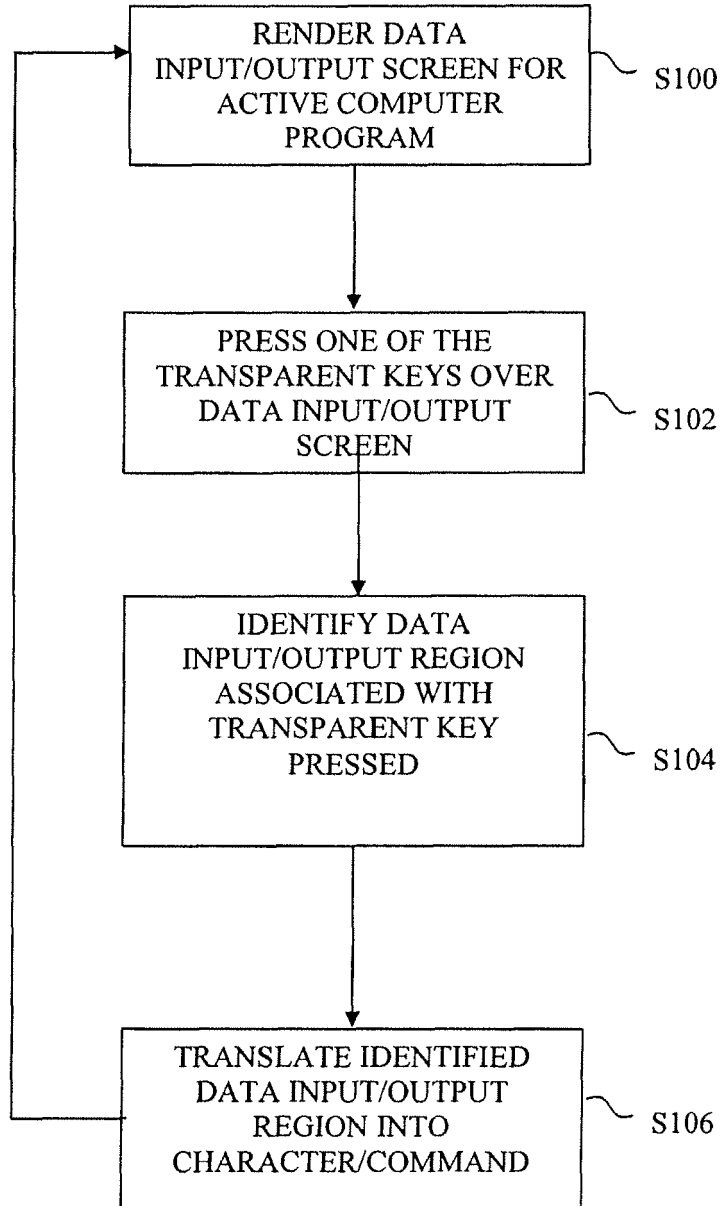 RENDER DATA
INPUT/OUTPUT SCREEN FOR
ACTIVE COMPUTER
PROGRAM
S100
PRESS ONE OF THE
TRANSPARENT KEYS OVER
DATA INPUT/OUTPUT
SCREEN
S102
IDENTIFY DATA
INPUT/OUTPUT REGION
ASSOCIATED WITH
TRANSPARENT KEY
PRESSED
S104
TRANSLATE IDENTIFIED
DATA INPUT/OUTPUT
REGION INTO
CHARACTER/COMMAND
S106